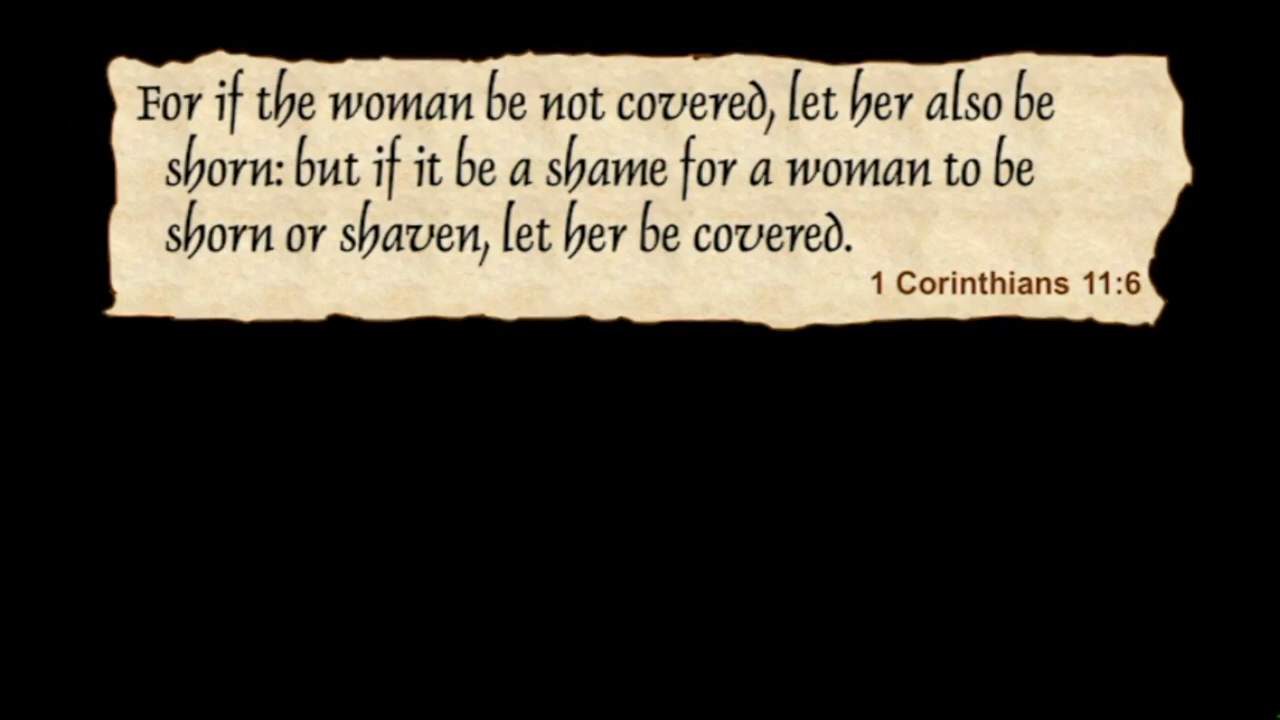 For if the woman be not covered, let her also be
shorn: but if it be a shame for a woman to be
shorn or shaven, let her be covered.
1 Corinthians 11:6